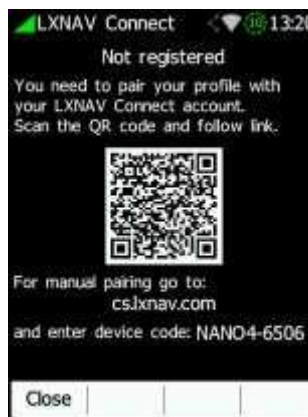 LXNAV Connect 10 13:20
Not registered
You need to pair your profile with
your LXNAV Connect account.
Scan the QR code and follow link.
For manual pairing go to:
cs.lxnav.com
and enter device code: NANO4-6506
Close